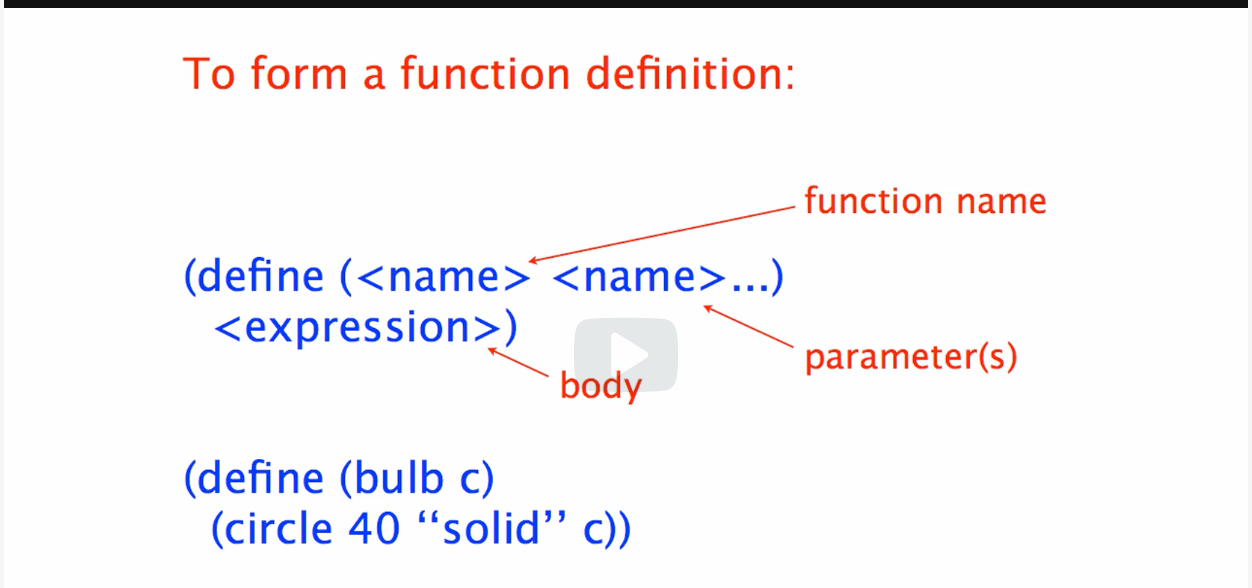 To form a function definition:
function name
(define (<name> <name>...)
<expression>)
parameter(s)
body
(define (bulb c)
(circle 40 ‘‘solid’’ c))